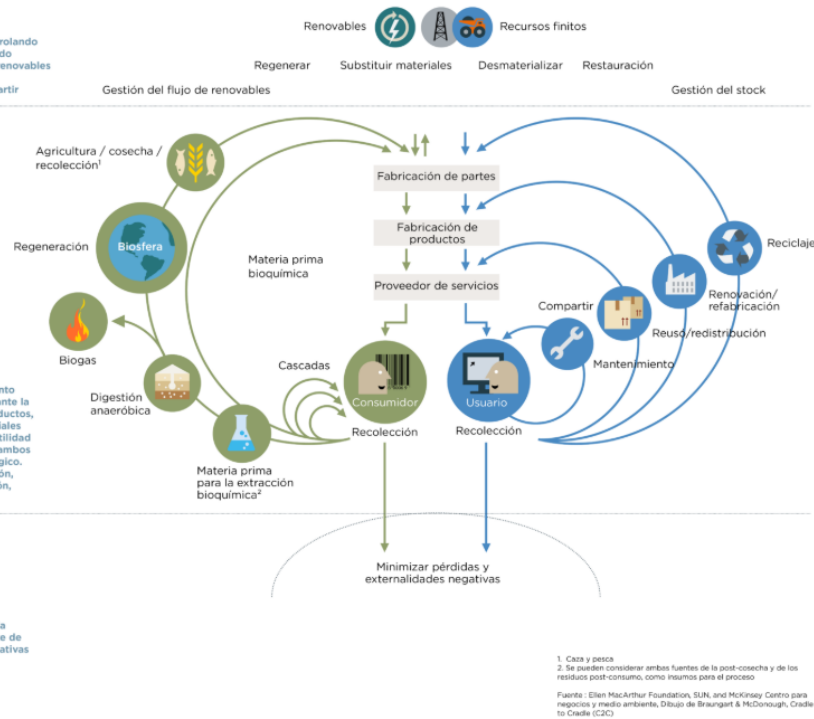 Renovables
Recursos finitos
rolando
do
enovables
artir
Regenerar
Substituir materiales
Desmaterializar
Restauración
Gestión del flujo de renovables
Gestión del stock
Agricultura / cosecha /
recolección¹
Fabricación de partes
Fabricación de
productos
Proveedor de servicios
Regeneración
Biosfera
Materia prima
bioquímica
Reciclaje
Renovación/
refabricación
Compartir
Reuso/redistribución
Mantenimiento
Biogas
Cascadas
Digestión
anaeróbica
Consumidor
Usuario
Recolección
Recolección
Materia prima
para la extracción
bioquímica²
nto
ante la
ductos,
iales
tilidad
ambos
gico.
ón,
ón,
Minimizar pérdidas y
externalidades negativas
a
e de
ativas
1. Caza y pesca
2. Se pueden considerar ambas fuentes de la post-cosecha y de los
residuos post-consumo, como insumos para el proceso
Fuente : Ellen MacArthur Foundation, SUN, and McKinsey Centro para
negocios y medio ambiente, Dibujo de Braungart & McDonough, Cradle
to Cradle (C2C)